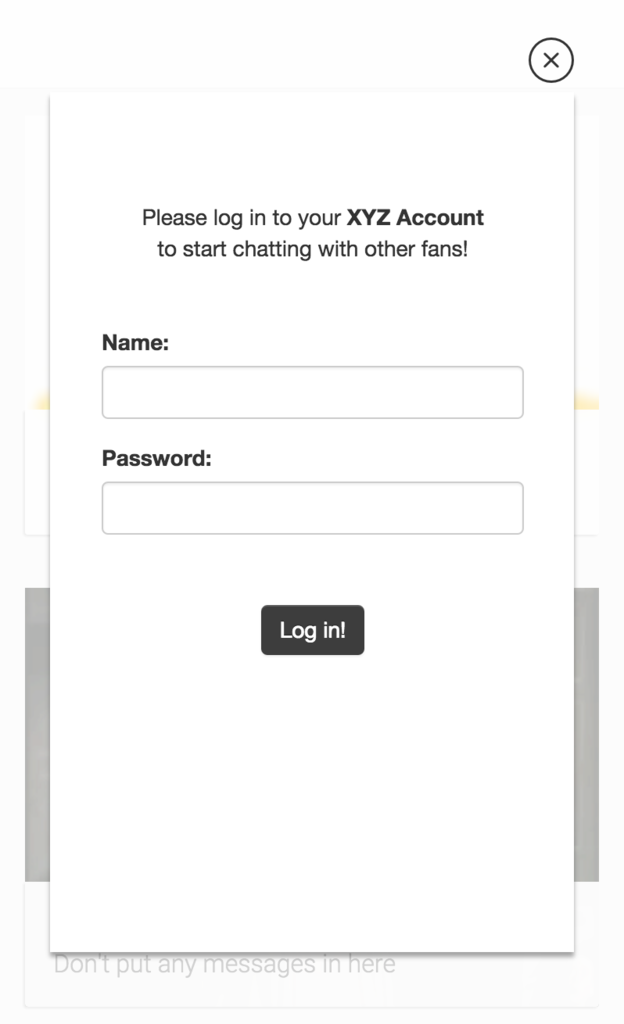 Please log in to your XYZ Account
to start chatting with other fans!
Name:
Password:
Log in!
Don't put any messages in here